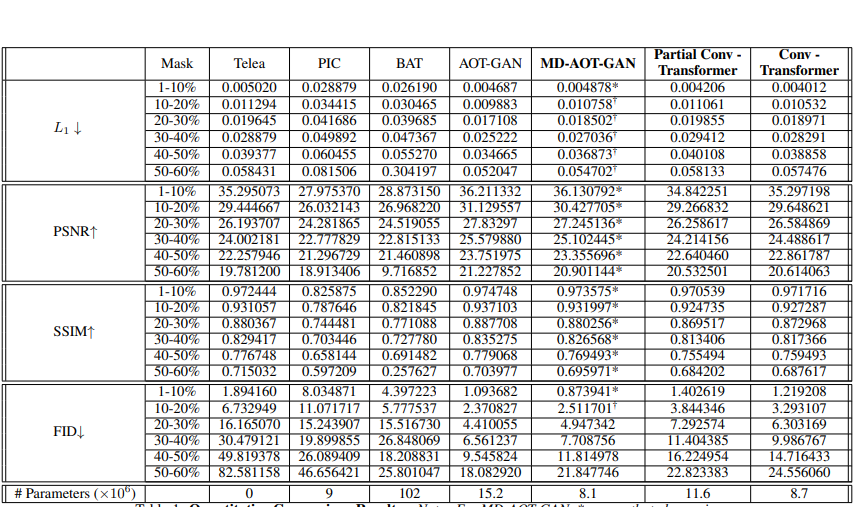 Mask Telea PIC BAT AOT-GAN MD-AOT-GAN Partial Conv - Transformer Conv - Transformer
L1 ↓
1-10% 0.005020 0.028879 0.026190 0.004687 0.004878* 0.004206 0.004012
10-20% 0.011294 0.034415 0.030465 0.009883 0.010758† 0.011061 0.010532
20-30% 0.019645 0.041686 0.039685 0.017108 0.018502† 0.019855 0.018971
30-40% 0.028879 0.049892 0.047367 0.025222 0.027036† 0.029412 0.028291
40-50% 0.039377 0.060455 0.055270 0.034665 0.036873† 0.040108 0.038858
50-60% 0.058431 0.081506 0.304197 0.052047 0.054702† 0.058133 0.057476
PSNR↑
1-10% 35.295073 27.975370 28.873150 36.211332 36.130792* 34.842251 35.297198
10-20% 29.444667 26.032143 26.968220 31.129557 30.427705* 29.266832 29.648621
20-30% 26.193707 24.281865 24.519055 27.83297 27.245136* 26.258617 26.584869
30-40% 24.002181 22.777829 22.815133 25.579880 25.102445* 24.214156 24.488617
40-50% 22.257946 21.296729 21.460898 23.751975 23.355696* 22.640460 22.861787
50-60% 19.781200 18.913406 9.716852 21.227852 20.901144* 20.532501 20.614063
SSIM↑
1-10% 0.972444 0.825875 0.852290 0.974748 0.973575* 0.970539 0.971716
10-20% 0.931057 0.787646 0.821845 0.937103 0.931997* 0.924703 0.927287
20-30% 0.880367 0.744481 0.771088 0.887708 0.880256* 0.869517 0.872968
30-40% 0.829417 0.703446 0.727780 0.835275 0.826568* 0.813406 0.817366
40-50% 0.776748 0.658144 0.691482 0.779068 0.769493* 0.755494 0.759493
50-60% 0.715032 0.597209 0.257627 0.703977 0.695971* 0.684202 0.687617
FID↓
1-10% 1.894160 8.034871 4.397223 1.093682 0.873941* 1.402619 1.219208
10-20% 6.732949 11.071717 5.777537 2.370827 2.511701† 3.844346 3.293107
20-30% 16.165070 15.243907 15.516730 4.410055 4.947342 7.292574 6.303169
30-40% 30.479121 19.899855 26.848069 6.561237 7.708756 11.404385 9.986767
40-50% 49.819378 26.089409 18.208831 9.545824 11.814978 16.224954 14.716433
50-60% 82.581158 46.656421 25.801047 18.082920 21.847746 22.823383 24.556060
# Parameters (×10⁶) 0 9 102 15.2 8.1 11.6 8.7